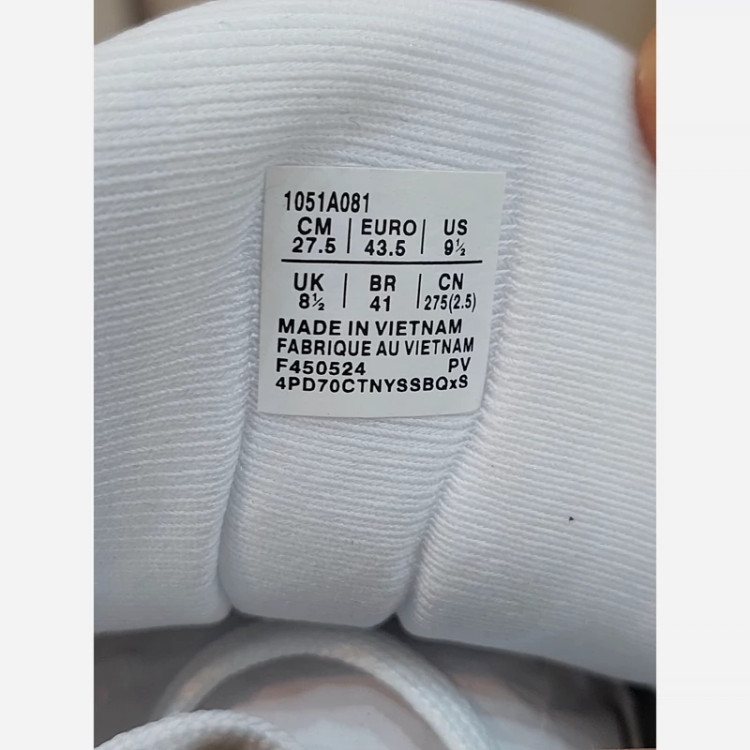 1051A081
CM | EURO | US
27.5 | 43.5 | 9½
UK | BR | CN
8½ | 41 | 275(2.5)
MADE IN VIETNAM
FABRIQUE AU VIETNAM
F450524 PV
4PD70CTNYSSBQxS